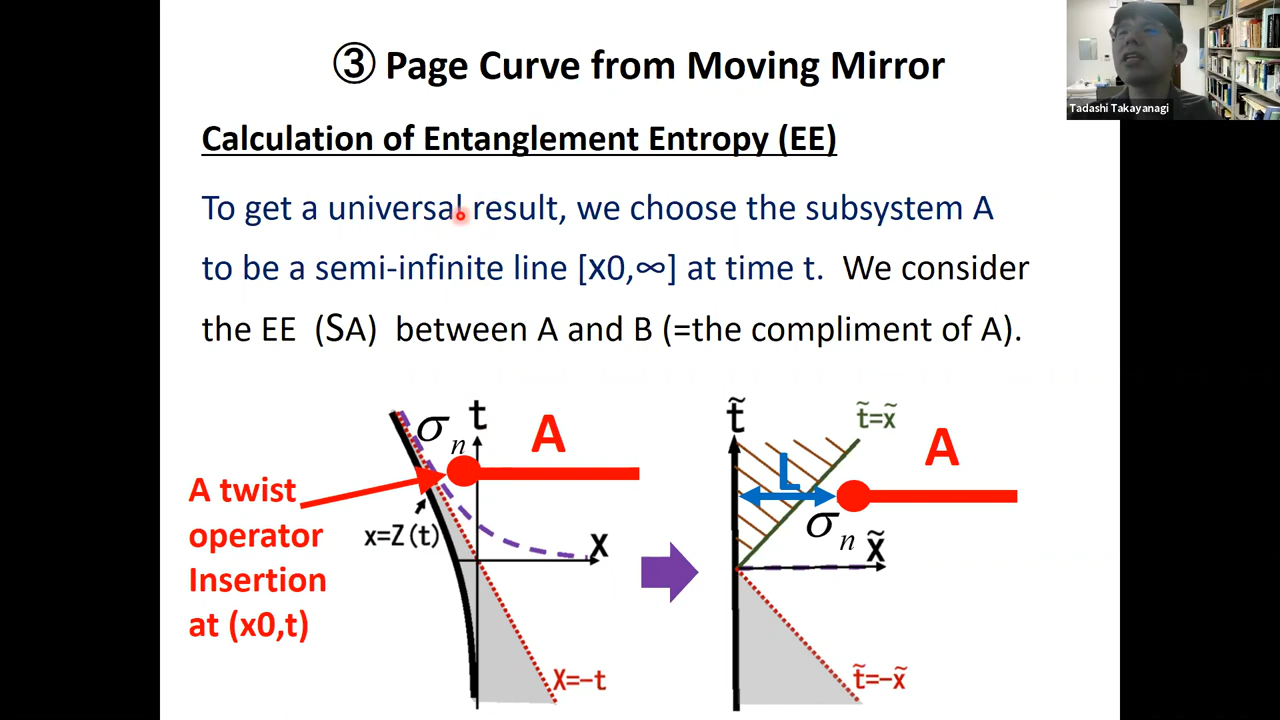 ③ Page Curve from Moving Mirror
Tadashi Takayanagi
Calculation of Entanglement Entropy (EE)
To get a universal result, we choose the subsystem A
to be a semi-infinite line [x0,∞] at time t. We consider
the EE (SA) between A and B (=the compliment of A).
σn
t
A
A twist
operator
Insertion
at (x0,t)
x=Z(t)
X
X=-t
t̃
t̃=x̃
A
L
σn
x̃
t̃=-x̃